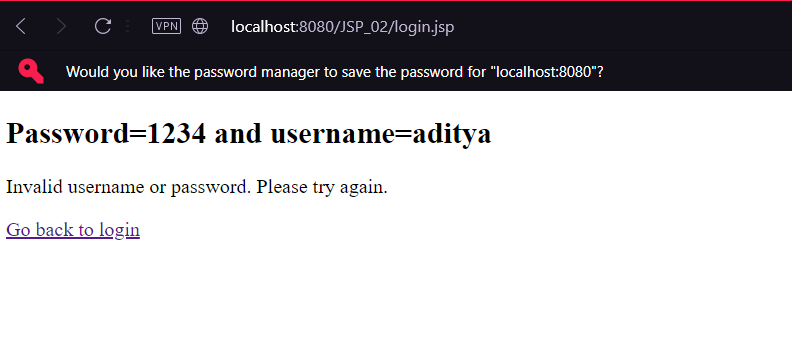 VPN localhost:8080/JSP_02/login.jsp
Would you like the password manager to save the password for "localhost:8080"?
Password=1234 and username=aditya
Invalid username or password. Please try again.
Go back to login